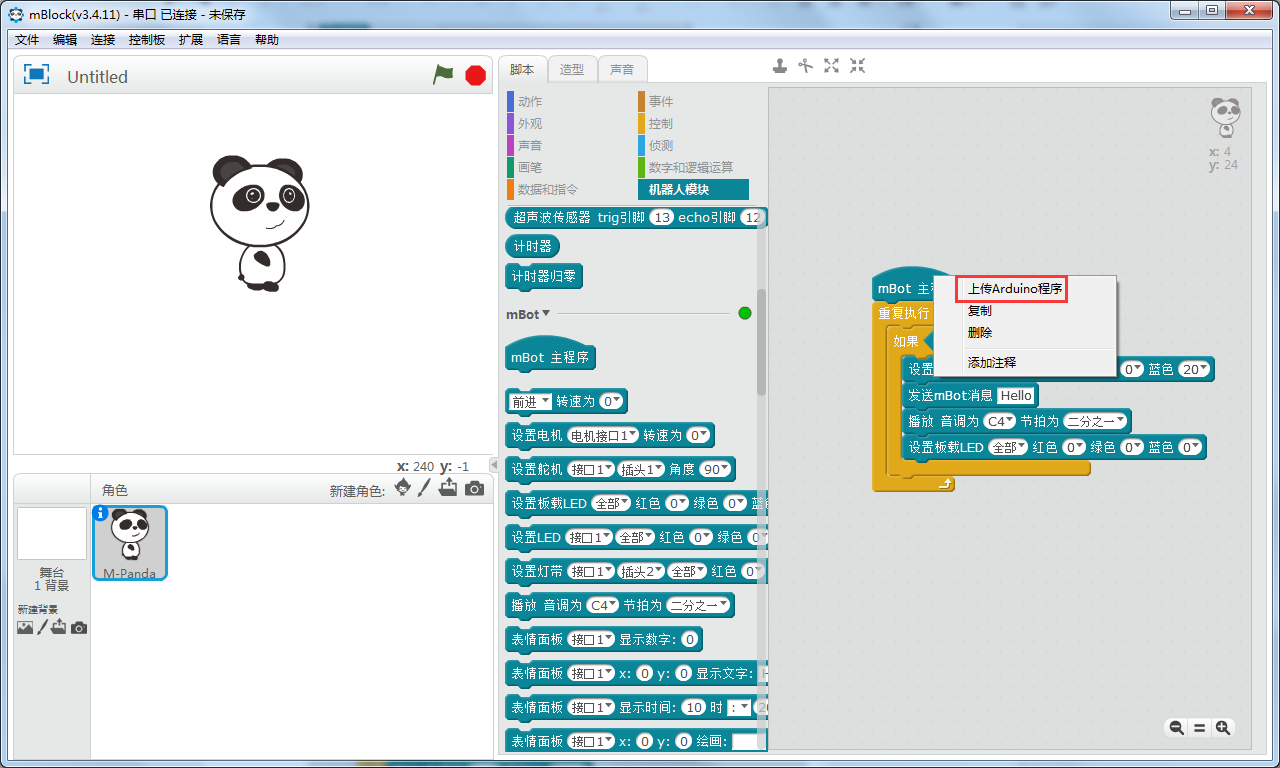 mBlock(v3.4.11) - 串口 已连接 - 未保存
文件 编辑 连接 控制板 扩展 语言 帮助
Untitled
x: 240 y: -1
角色
新建角色:
M-Panda
舞台
1 背景
新建背景
脚本 造型 声音
动作 事件
外观 控制
声音 侦测
画笔 数字和逻辑运算
数据和指令 机器人模块
超声波传感器 trig引脚 13 echo引脚 12
计时器
计时器归零
mBot
mBot 主程序
前进 转速为 0
设置电机 电机接口1 转速为 0
设置舵机 接口1 插头1 角度 90
设置板载LED 全部 红色 0 绿色 0 蓝
设置LED 接口1 全部 红色 0 绿色 0
设置灯带 接口1 插头2 全部 红色 0
播放 音调为 C4 节拍为 二分之一
表情面板 接口1 显示数字: 0
表情面板 接口1 x: 0 y: 0 显示文字: H
表情面板 接口1 显示时间: 10 时 : 20
表情面板 接口1 x: 0 y: 0 绘画:
x: 4
y: 24
mBot 主
重复执行
如果
设置
0 蓝色 20
发送mBot消息 Hello
播放 音调为 C4 节拍为 二分之一
设置板载LED 全部 红色 0 绿色 0 蓝色 0
上传Arduino程序
复制
删除
添加注释